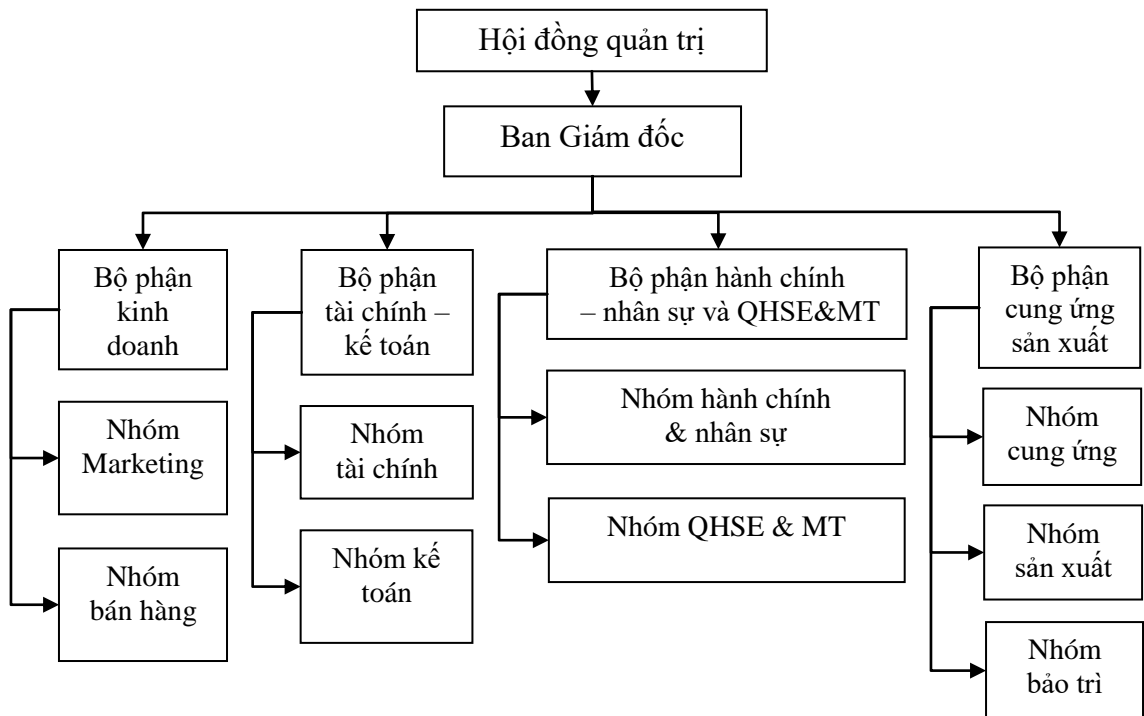 Hội đồng quản trị
Ban Giám đốc
Bộ phận
kinh
doanh
Bộ phận
tài chính –
kế toán
Bộ phận hành chính
– nhân sự và QHSE&MT
Bộ phận
cung ứng
sản xuất
Nhóm
Marketing
Nhóm
tài chính
Nhóm hành chính
& nhân sự
Nhóm
cung ứng
Nhóm
bán hàng
Nhóm kế
toán
Nhóm QHSE & MT
Nhóm
sản xuất
Nhóm
bảo trì